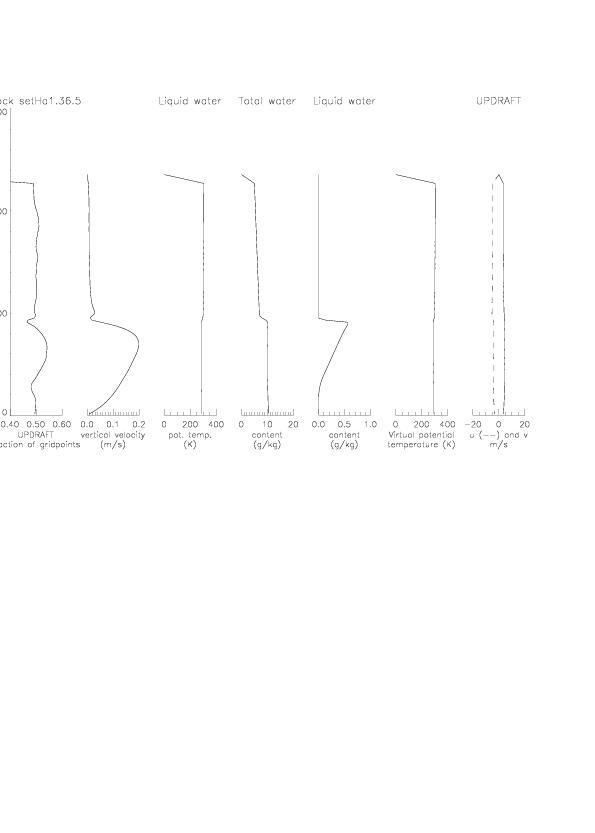 ck setHa1.36.5 Liquid water Total water Liquid water UPDRAFT
00
00
00
0
0.40 0.50 0.60 0.0 0.1 0.2 0 200 400 0 10 20 0.0 0.5 1.0 0 200 400 −20 0 20
UPDRAFT vertical velocity pot. temp. content content Virtual potential u (−−) and v
action of gridpoints (m/s) (K) (g/kg) (g/kg) temperature (K) m/s